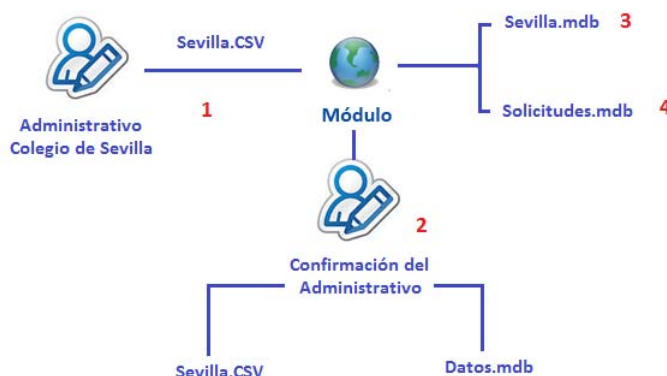 Sevilla.CSV
Sevilla.mdb 3
Administrativo
Colegio de Sevilla
1
Módulo
Solicitudes.mdb 4
2
Confirmación del
Administrativo
Sevilla.CSV
Datos.mdb